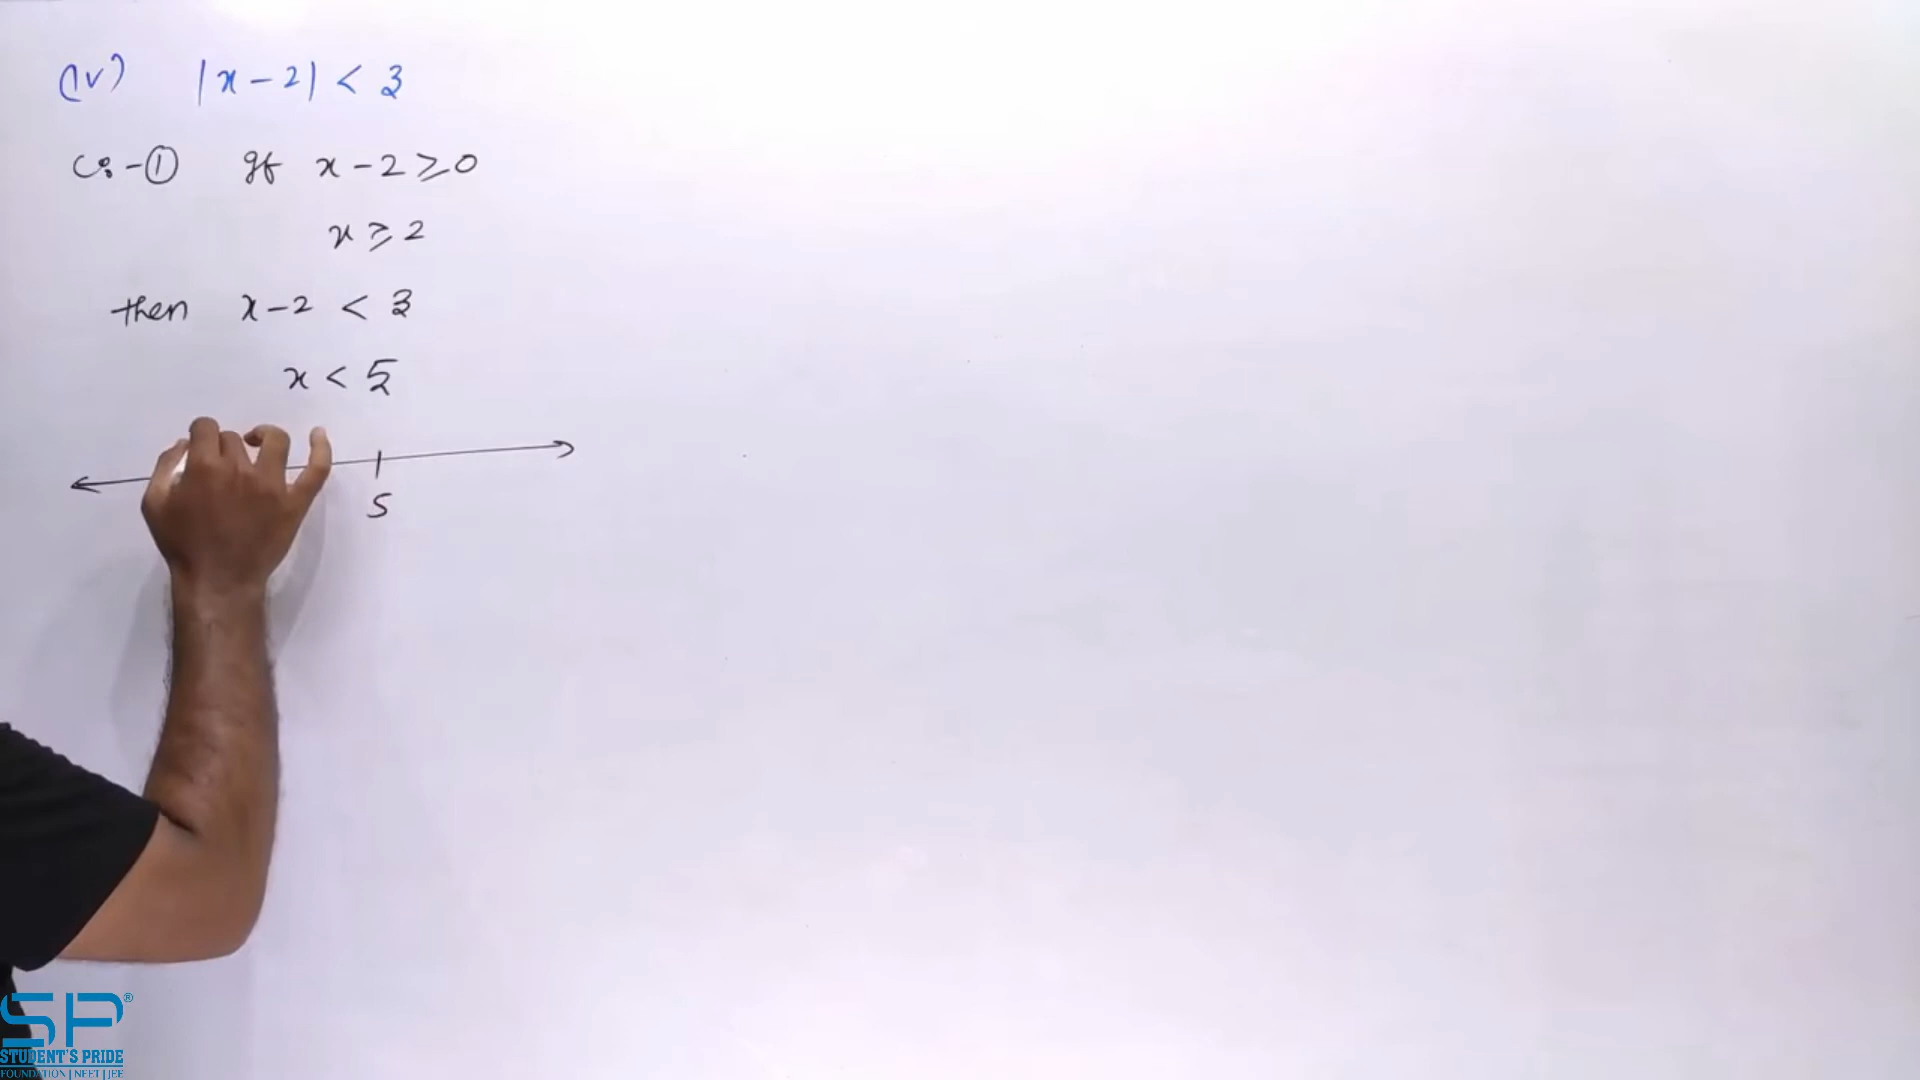 (iv) |x-2| < 3
C:-① If x-2≥0
x≥2
then x-2 < 3
x < 5
5
SP®
STUDENT'S PRIDE
FOUNDATION | NEET | JEE